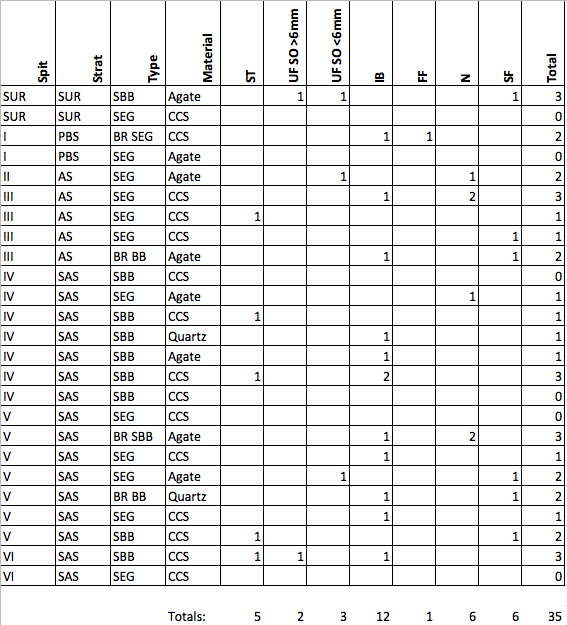 Spit Strat Type Material ST UF SO >6mm UF SO <6mm IB FF N SF Total
SUR SUR SBB Agate 1 1 1 3
SUR SUR SEG CCS 0
I PBS BR SEG CCS 1 1 2
I PBS SEG Agate 0
II AS SEG Agate 1 1 2
III AS SEG CCS 1 2 3
III AS SEG CCS 1 1
III AS SEG CCS 1 1
III AS BR BB Agate 1 1 2
IV SAS SBB CCS 0
IV SAS SEG Agate 1 1
IV SAS SBB CCS 1 1
IV SAS SBB Quartz 1 1
IV SAS SBB Agate 1 1
IV SAS SBB CCS 1 2 3
IV SAS SBB CCS 0
V SAS SEG CCS 0
V SAS BR SBB Agate 1 2 3
V SAS SEG CCS 1 1
V SAS SEG Agate 1 1 2
V SAS BR BB Quartz 1 1 2
V SAS SEG CCS 1 1
V SAS SBB CCS 1 1 2
VI SAS SBB CCS 1 1 1 3
VI SAS SEG CCS 0
Totals: 5 2 3 12 1 6 6 35